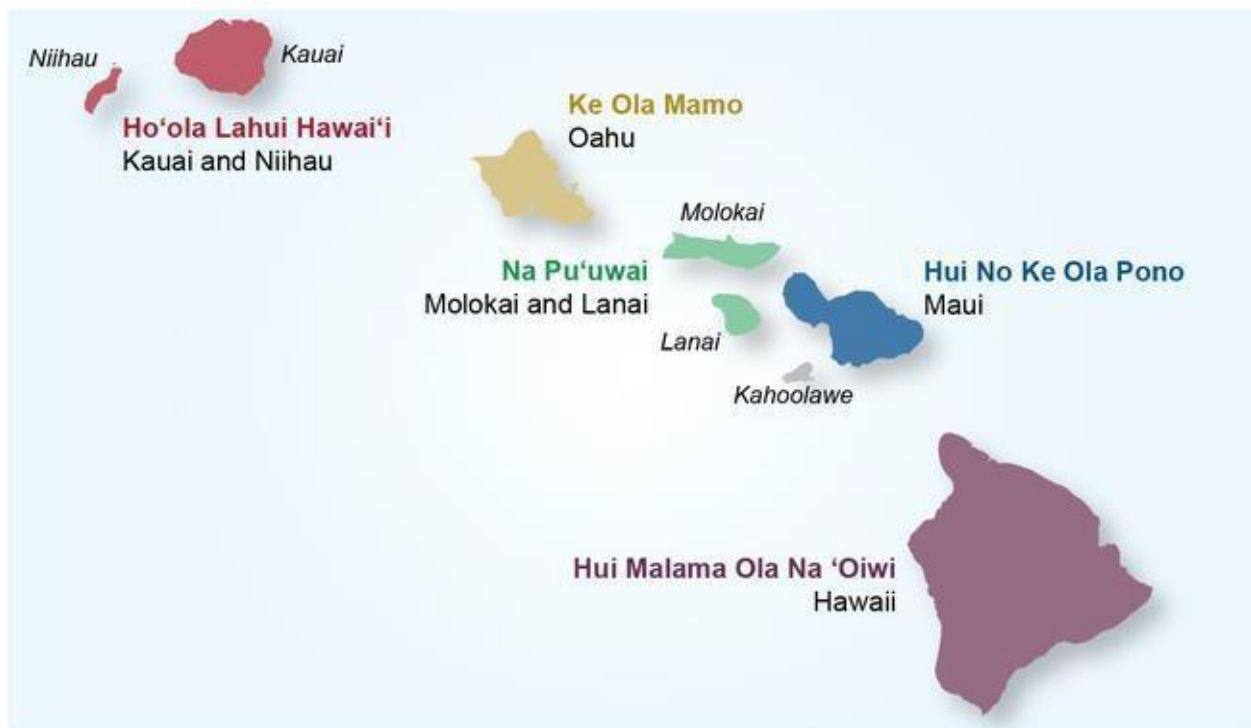 Niihau
Kauai
Ho‘ola Lahui Hawai‘i
Kauai and Niihau
Ke Ola Mamo
Oahu
Molokai
Na Pu‘uwai
Molokai and Lanai
Hui No Ke Ola Pono
Maui
Lanai
Kahoolawe
Hui Malama Ola Na ‘Oiwi
Hawaii